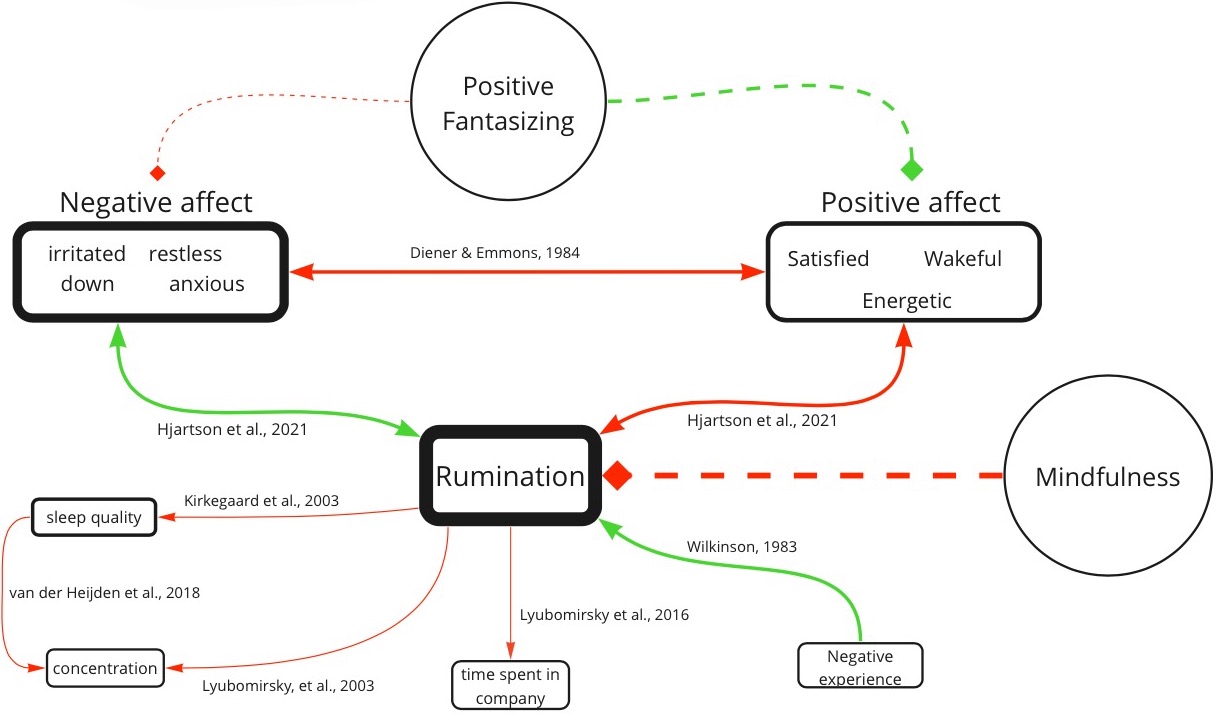 Positive
Fantasizing
Negative affect
Positive affect
irritated restless
down anxious
Diener & Emmons, 1984
Satisfied Wakeful
Energetic
Hjartson et al., 2021
Hjartson et al., 2021
Rumination
Mindfulness
Kirkegaard et al., 2003
sleep quality
Wilkinson, 1983
van der Heijden et al., 2018
Lyubomirsky et al., 2016
concentration
Lyubomirsky, et al., 2003
time spent in
company
Negative
experience